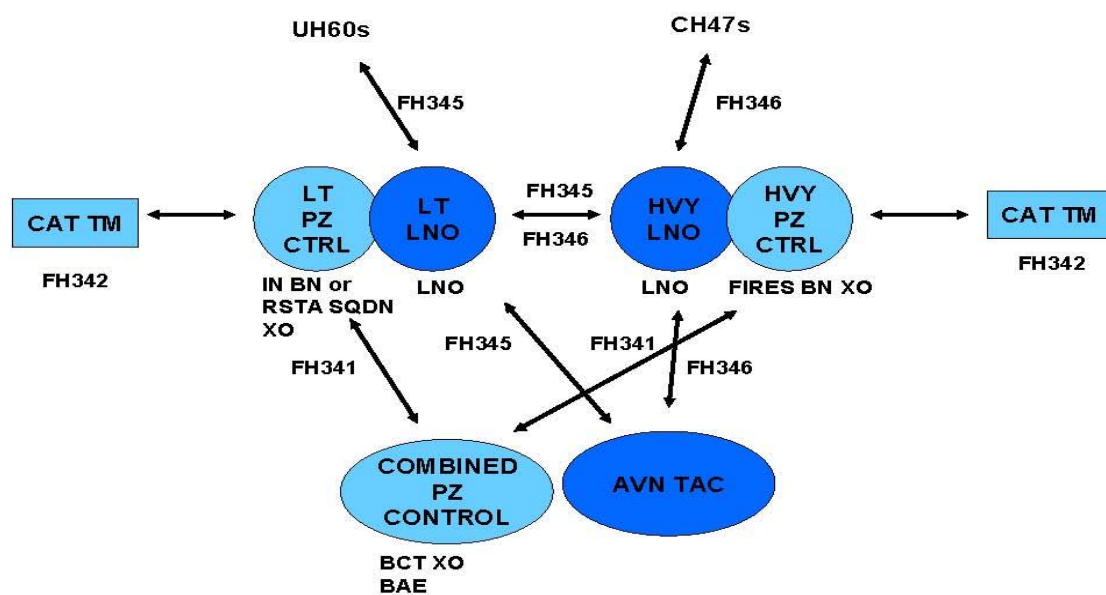 UH60s
CH47s
FH345
FH346
LT
PZ
CTRL
LT
LNO
FH345
FH346
HVY
LNO
HVY
PZ
CTRL
CAT TM
FH342
CAT TM
FH342
IN BN or
RSTA SQDN
XO
LNO
LNO
FIRES BN XO
FH341
FH345
FH341
FH346
COMBINED
PZ
CONTROL
AVN TAC
BCT XO
BAE